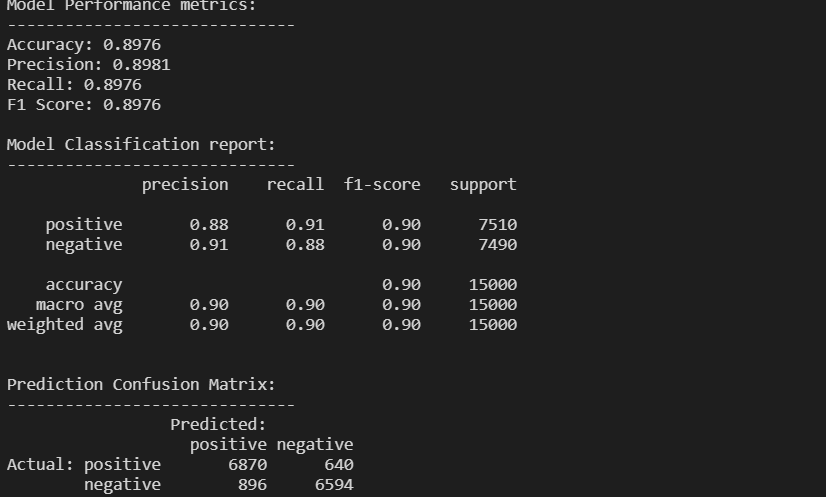 Model Performance metrics:
------------------------------
Accuracy: 0.8976
Precision: 0.8981
Recall: 0.8976
F1 Score: 0.8976
Model Classification report:
------------------------------
precision recall f1-score support
positive 0.88 0.91 0.90 7510
negative 0.91 0.88 0.90 7490
accuracy 0.90 15000
macro avg 0.90 0.90 0.90 15000
weighted avg 0.90 0.90 0.90 15000
Prediction Confusion Matrix:
------------------------------
Predicted:
positive negative
Actual: positive 6870 640
negative 896 6594